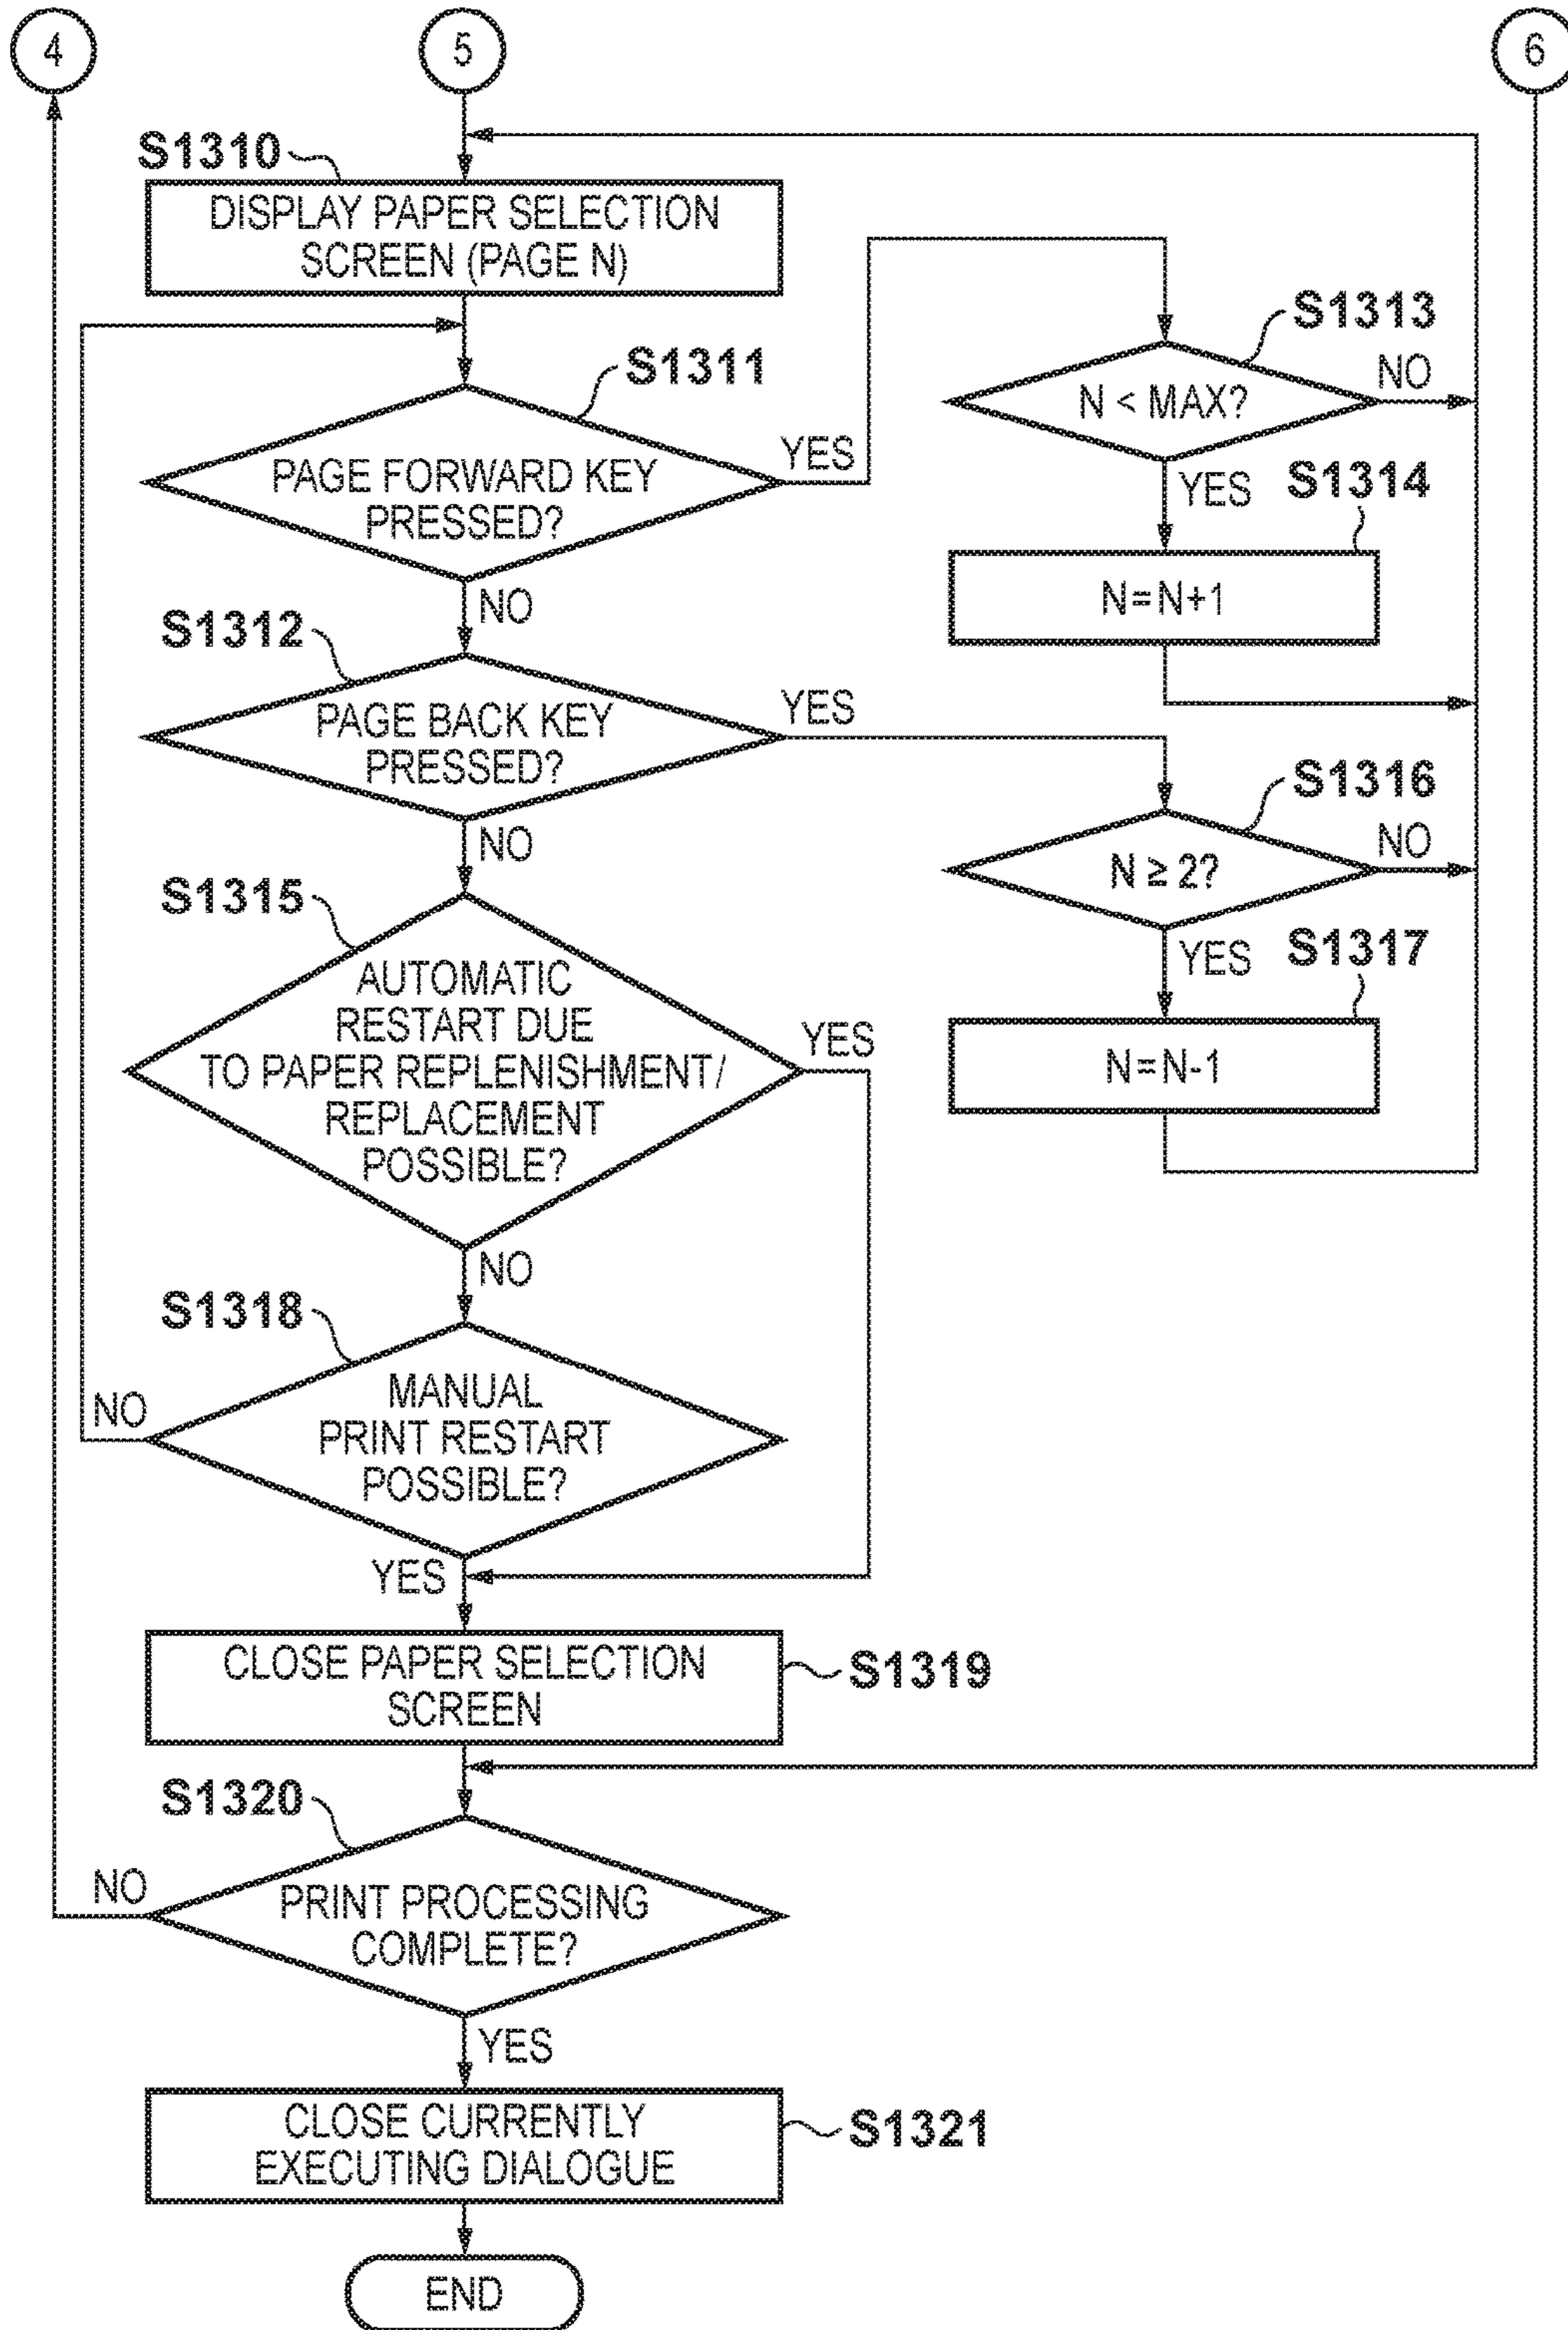 4
5
6
S1310
DISPLAY PAPER SELECTION
SCREEN (PAGE N)
S1311
PAGE FORWARD KEY
PRESSED?
YES
NO
S1313
N < MAX?
NO
YES
S1314
N=N+1
S1312
PAGE BACK KEY
PRESSED?
YES
NO
S1316
N ≥ 2?
NO
YES
S1317
N=N-1
S1315
AUTOMATIC
RESTART DUE
TO PAPER REPLENISHMENT/
REPLACEMENT
POSSIBLE?
YES
NO
S1318
MANUAL
PRINT RESTART
POSSIBLE?
NO
YES
CLOSE PAPER SELECTION
SCREEN
S1319
S1320
PRINT PROCESSING
COMPLETE?
NO
YES
CLOSE CURRENTLY
EXECUTING DIALOGUE
S1321
END